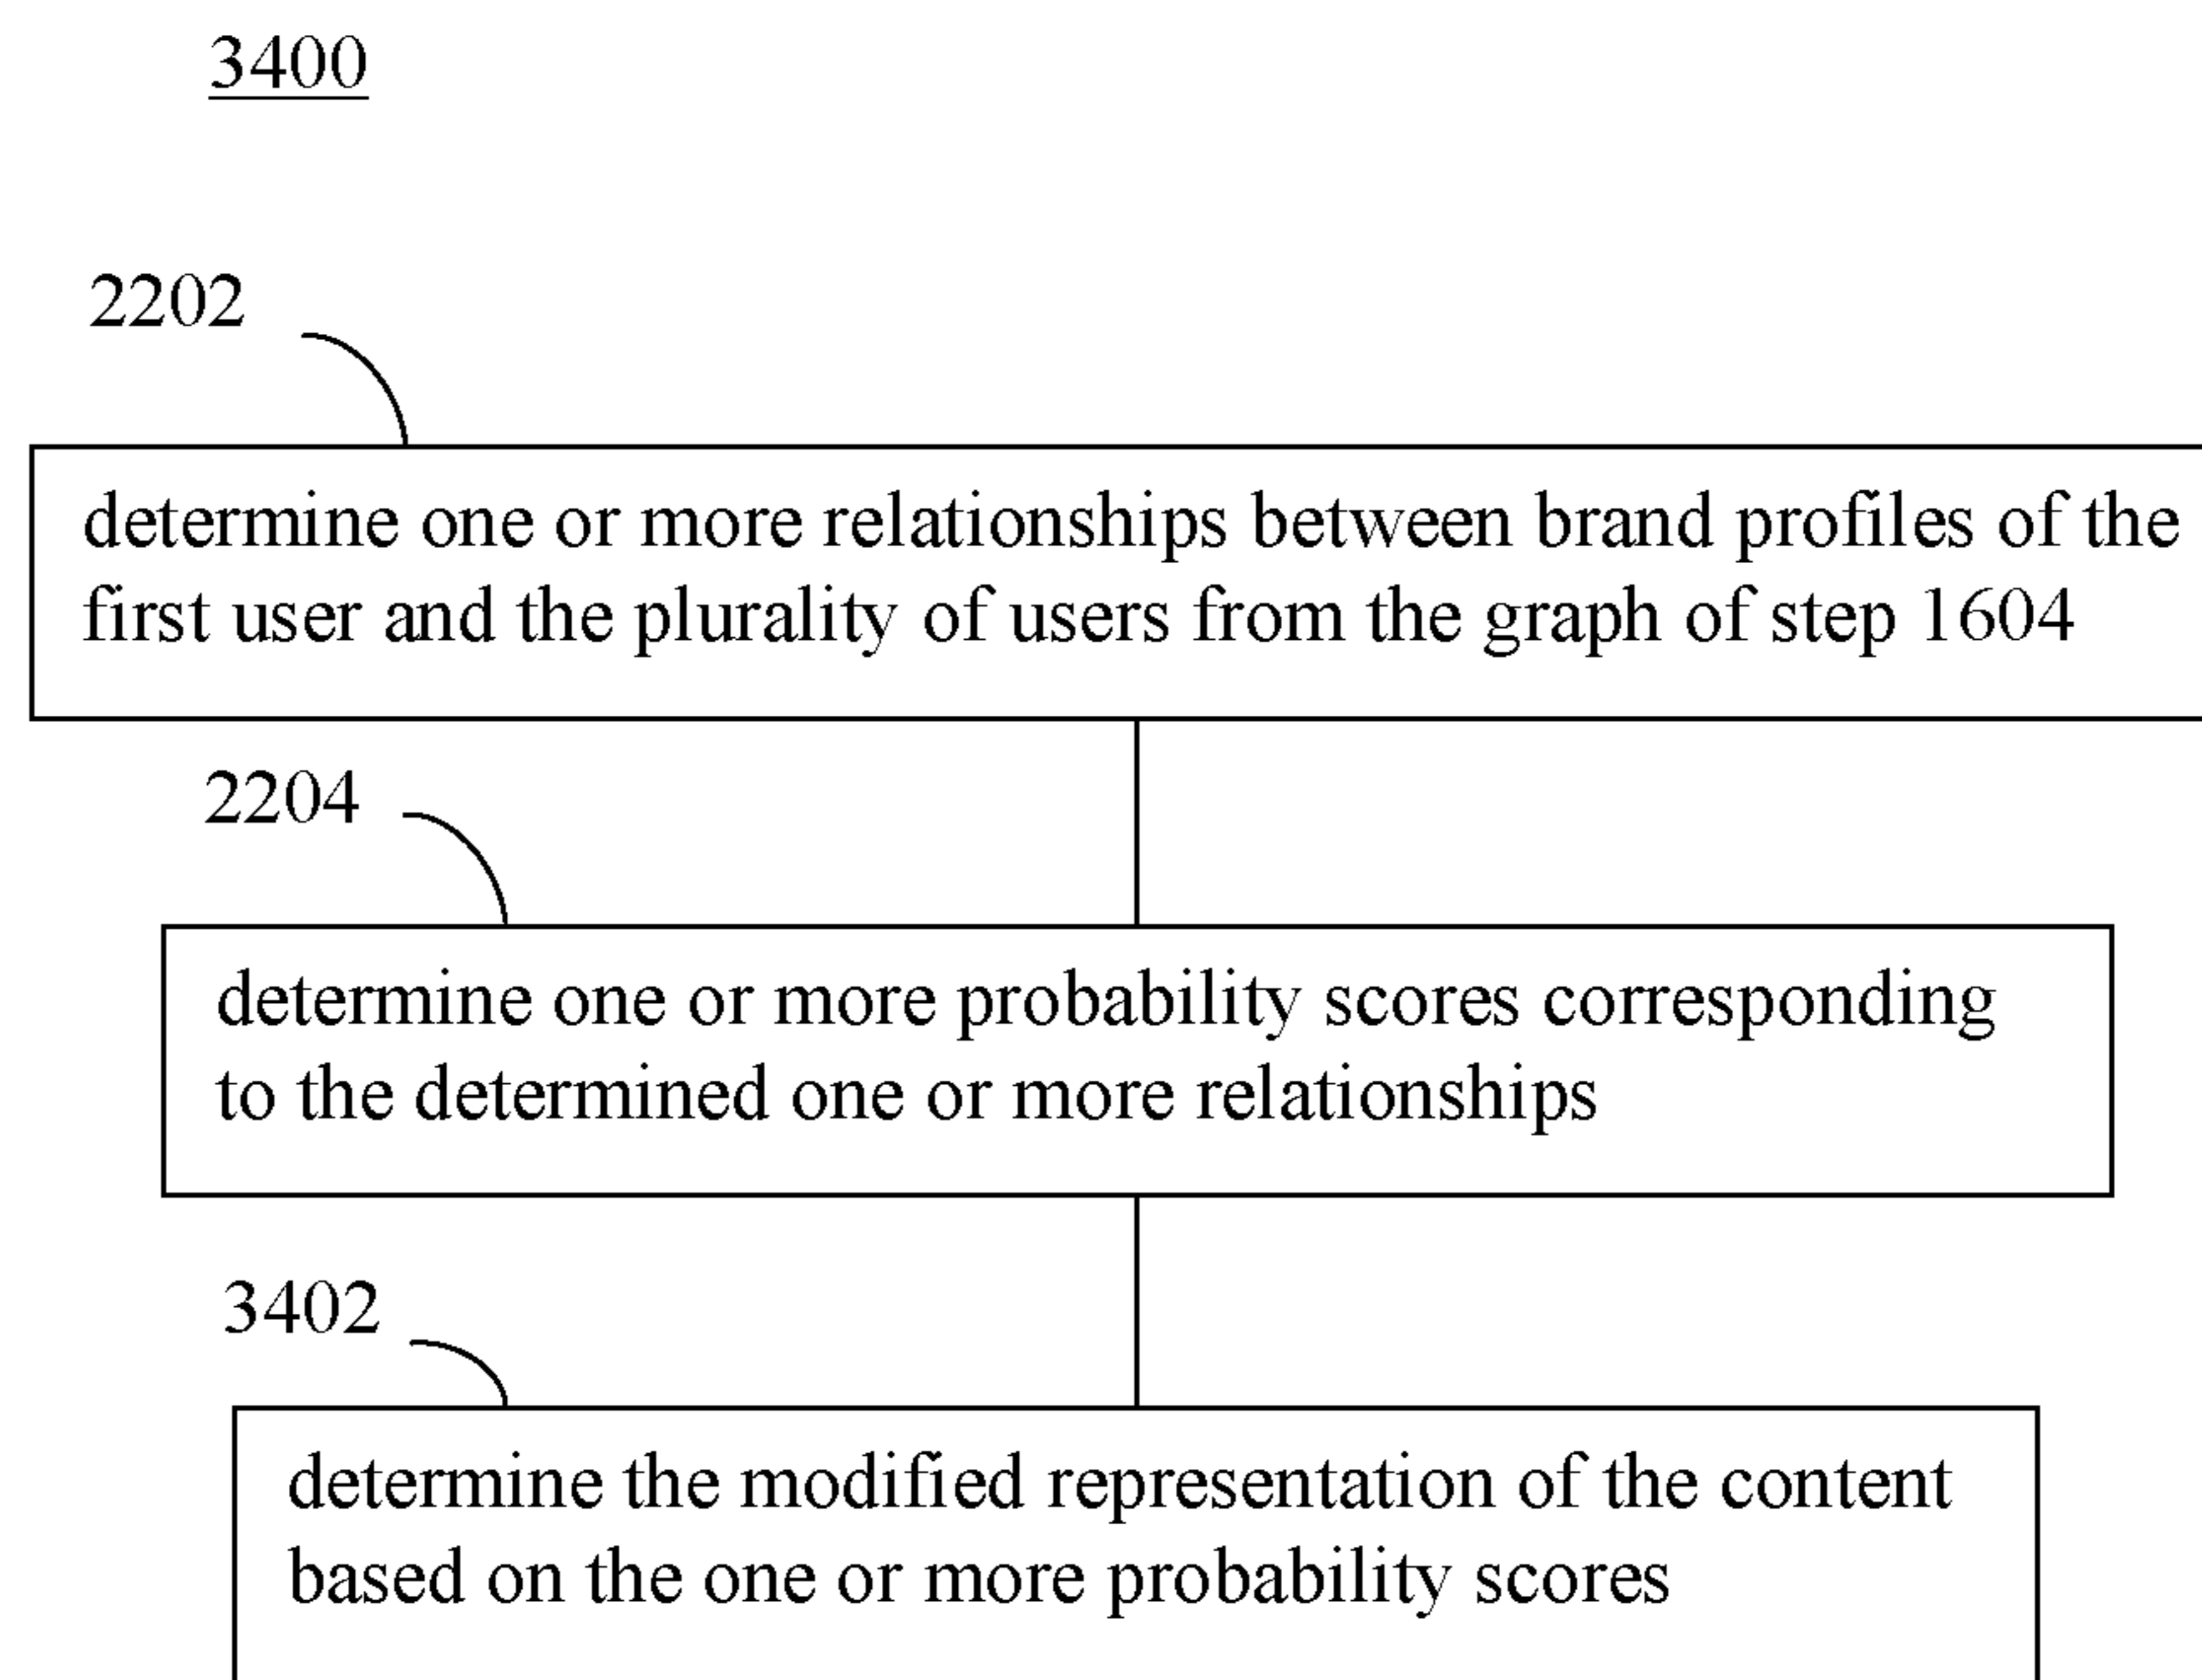 3400
2202
determine one or more relationships between brand profiles of the
first user and the plurality of users from the graph of step 1604
2204
determine one or more probability scores corresponding
to the determined one or more relationships
3402
determine the modified representation of the content
based on the one or more probability scores